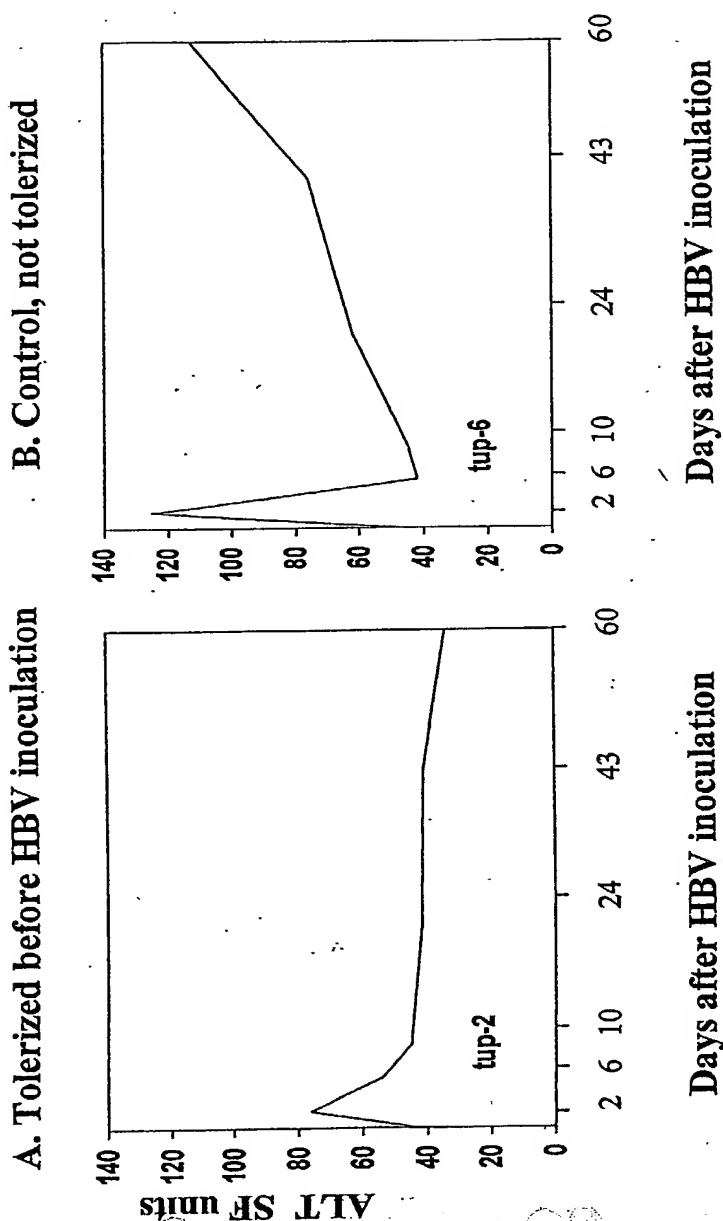 A. Tolerized before HBV inoculation
ALT SF units
140
120
100
80
60
40
20
0
tup-2
2 6 10 24 43 60
Days after HBV inoculation
B. Control, not tolerized
140
120
100
80
60
40
20
0
tup-6
2 6 10 24 43 60
Days after HBV inoculation